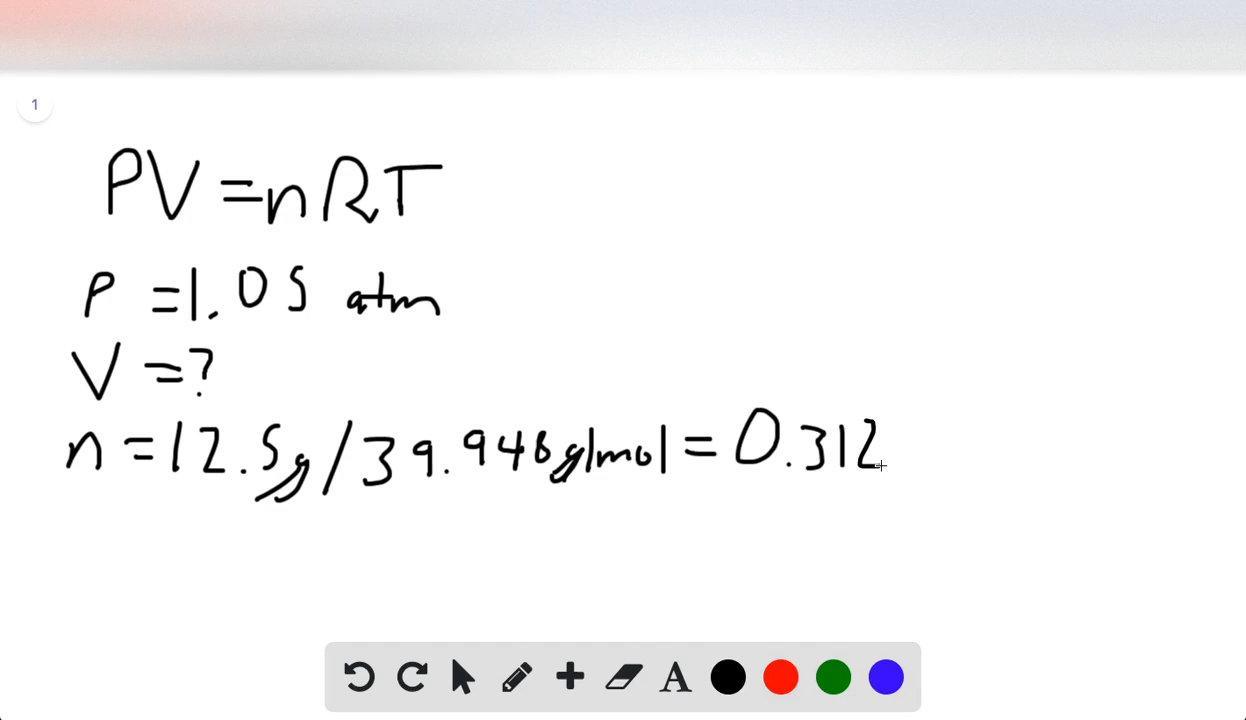 1
PV=nRT
P=1.05 atm
V=?
n=12.5g/39.948g/mol=0.312
A